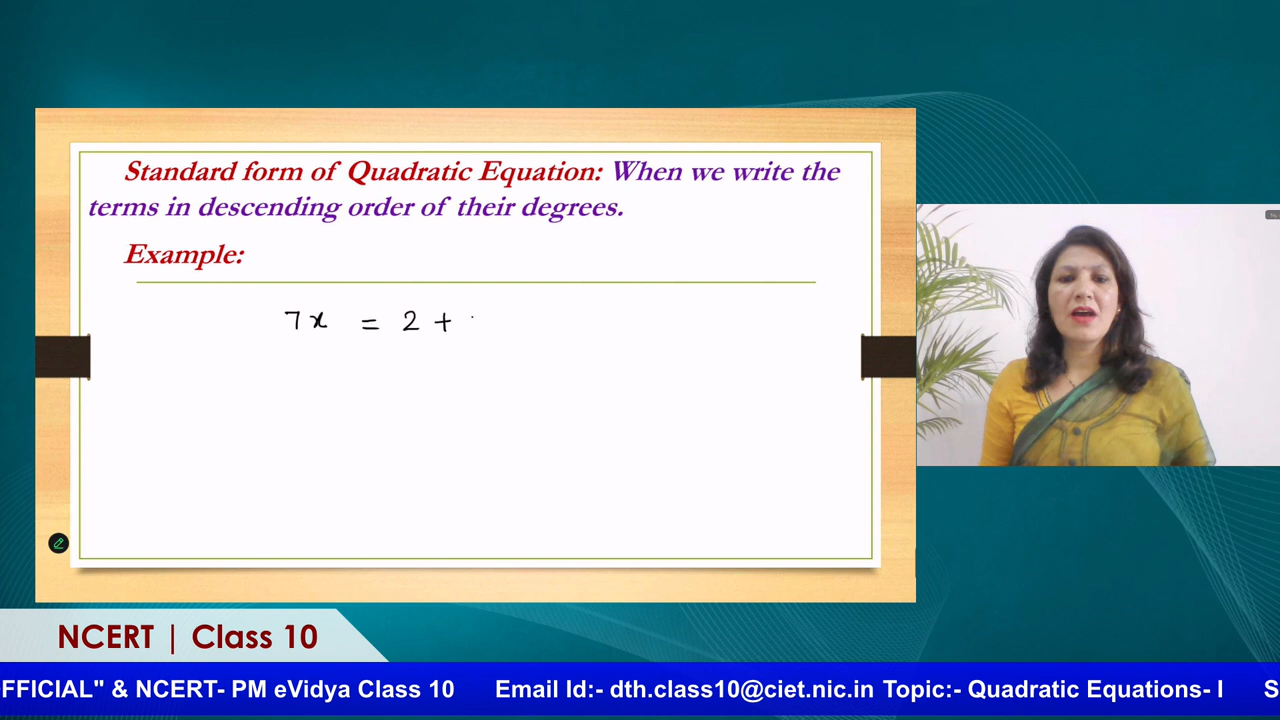 Standard form of Quadratic Equation: When we write the
terms in descending order of their degrees.
Example:
7x = 2 +
NCERT | Class 10
FFICIAL" & NCERT- PM eVidya Class 10 Email Id:- dth.class10@ciet.nic.in Topic:- Quadratic Equations- I S